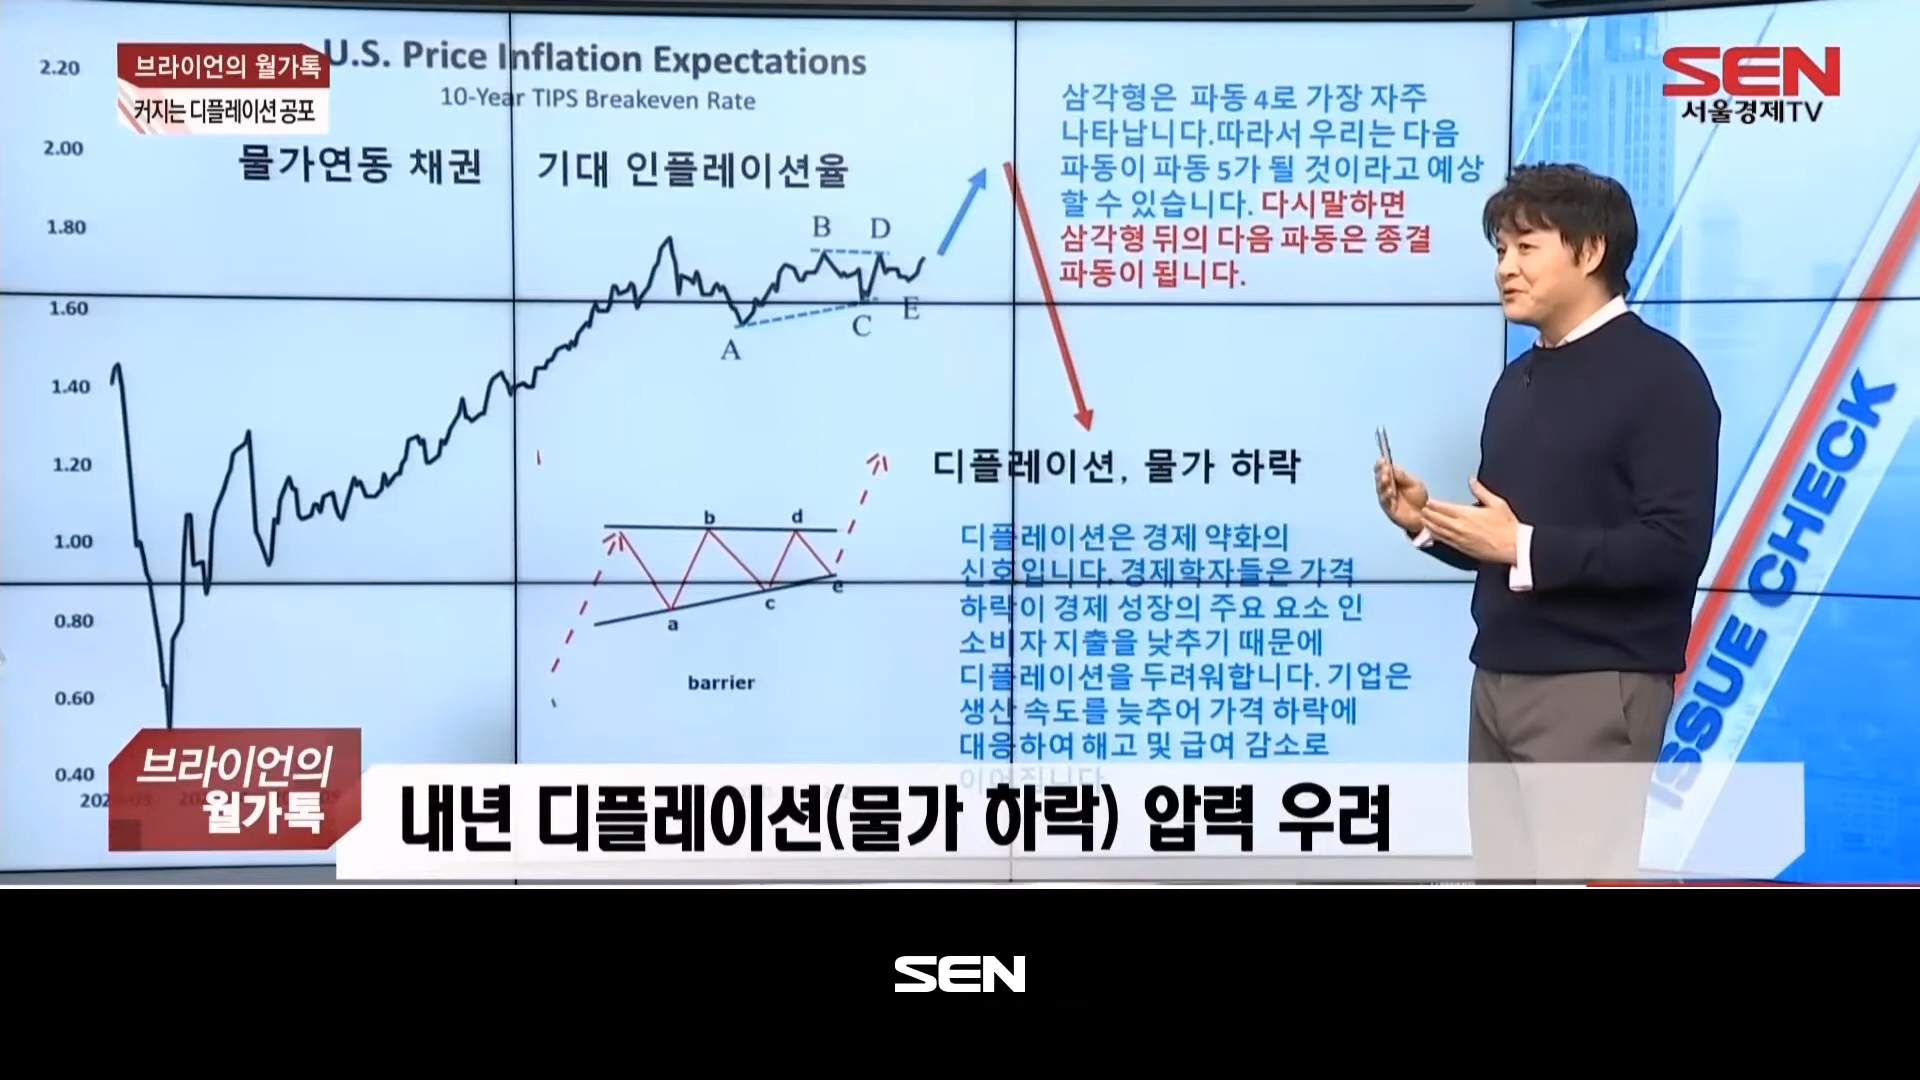 브라이언의 월가톡
커지는 디플레이션 공포
U.S. Price Inflation Expectations
10-Year TIPS Breakeven Rate
물가연동 채권 기대 인플레이션율
2.20
2.00
1.80
1.60
1.40
1.20
1.00
0.80
0.60
0.40
A
B
C
D
E
삼각형은 파동 4로 가장 자주
나타납니다.따라서 우리는 다음
파동이 파동 5가 될 것이라고 예상
할 수 있습니다. 다시말하면
삼각형 뒤의 다음 파동은 종결
파동이 됩니다.
SEN
서울경제TV
디플레이션, 물가 하락
a
b
c
d
e
barrier
디플레이션은 경제 약화의
신호입니다. 경제학자들은 가격
하락이 경제 성장의 주요 요소 인
소비자 지출을 낮추기 때문에
디플레이션을 두려워합니다. 기업은
생산 속도를 늦추어 가격 하락에
대응하여 해고 및 급여 감소로
이어집니다
ISSUE CHECK
브라이언의
월가톡
내년 디플레이션(물가 하락) 압력 우려
SEN